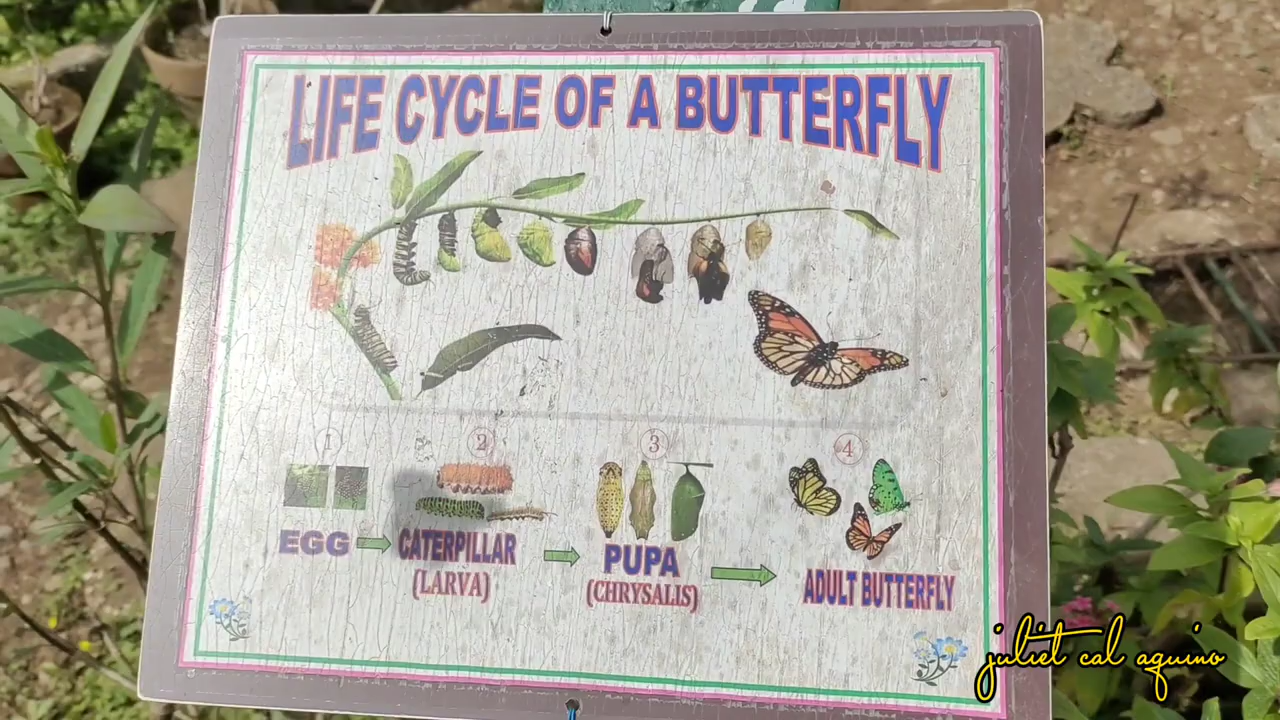 LIFE CYCLE OF A BUTTERFLY
1 2 3 4
EGG CATERPILLAR PUPA ADULT BUTTERFLY
(LARVA) (CHRYSALIS)
juliet cal aquino